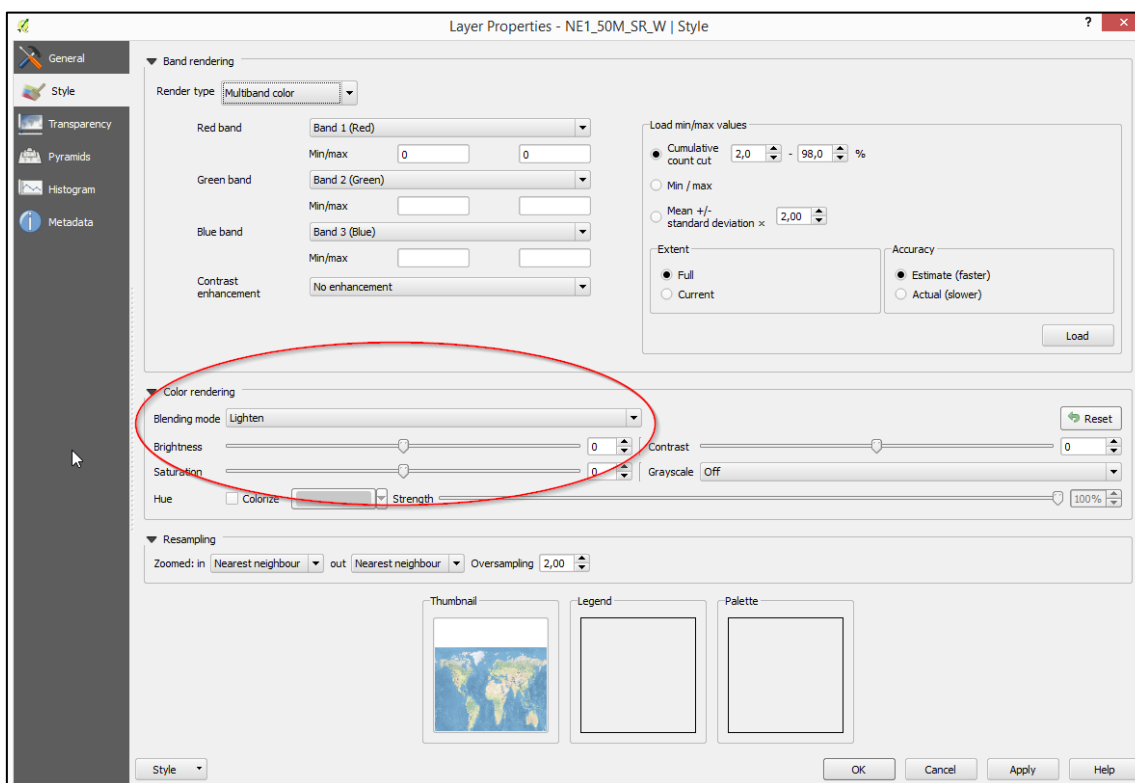 Layer Properties - NE1_50M_SR_W | Style
?
×
General
Style
Transparency
Pyramids
Histogram
Metadata
Band rendering
Render type Multiband color
Red band Band 1 (Red)
Min/max 0 0
Green band Band 2 (Green)
Min/max
Blue band Band 3 (Blue)
Min/max
Contrast
enhancement No enhancement
Load min/max values
Cumulative
count cut 2,0 - 98,0 %
Min / max
Mean +/-
standard deviation × 2,00
Extent
Full
Current
Accuracy
Estimate (faster)
Actual (slower)
Load
Color rendering
Blending mode Lighten
Reset
Brightness 0 Contrast 0
Saturation 0 Grayscale Off
Hue Colorize Strength 100%
Resampling
Zoomed: in Nearest neighbour out Nearest neighbour Oversampling 2,00
Thumbnail Legend Palette
Style OK Cancel Apply Help